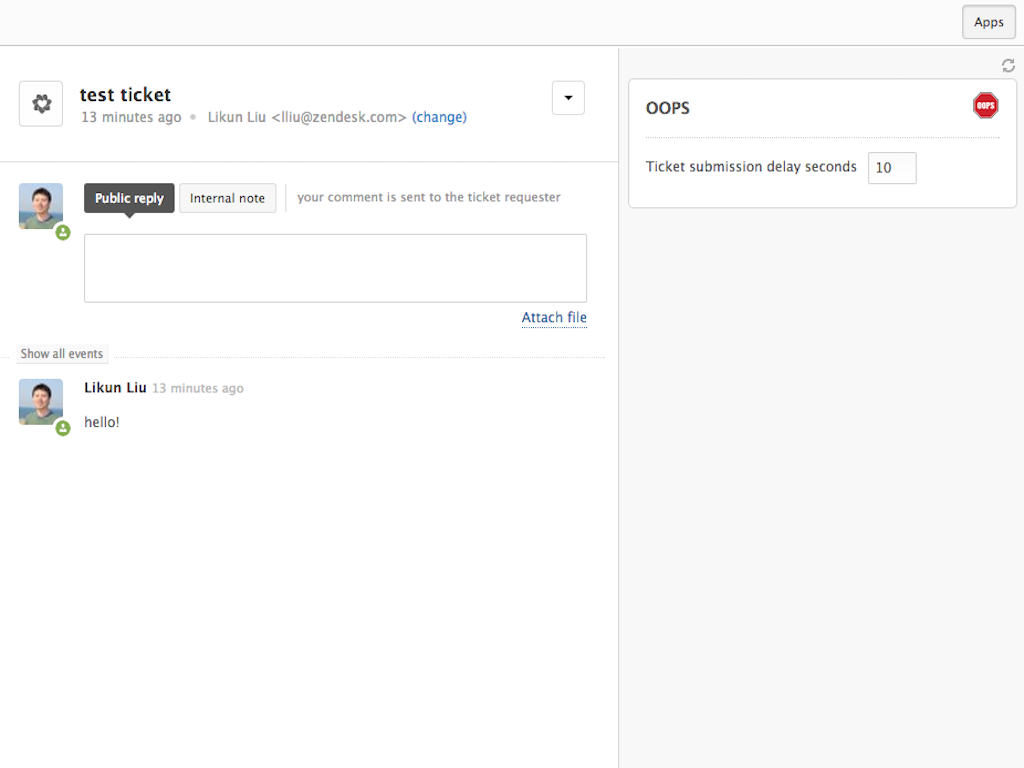 Apps
test ticket
13 minutes ago • Likun Liu <lliu@zendesk.com> (change)
OOPS
OOPS
Ticket submission delay seconds 10
Public reply Internal note your comment is sent to the ticket requester
Attach file
Show all events
Likun Liu 13 minutes ago
hello!